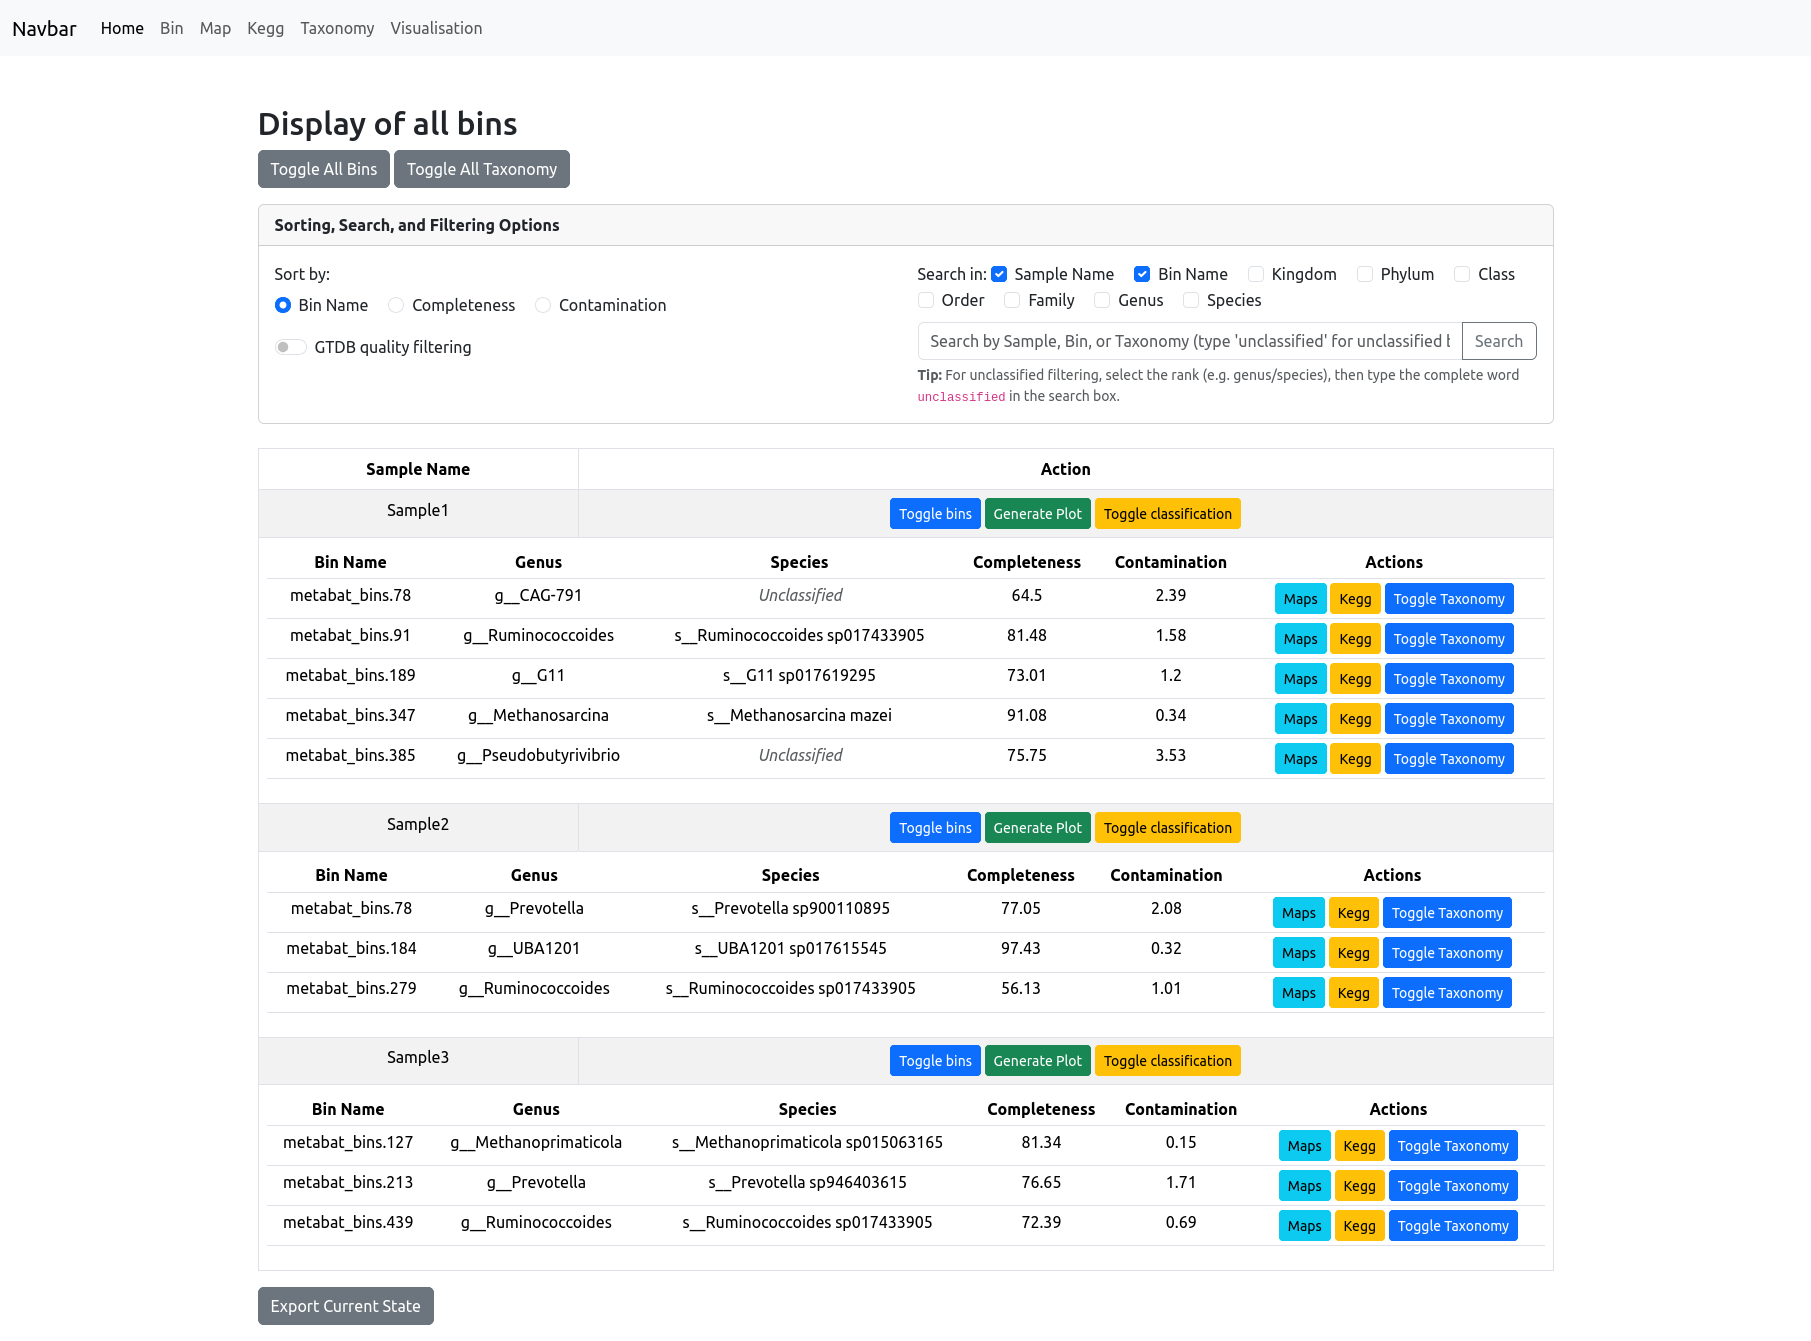 Navbar Home Bin Map Kegg Taxonomy Visualisation
Display of all bins
Toggle All Bins Toggle All Taxonomy
Sorting, Search, and Filtering Options
Sort by:
Bin Name Completeness Contamination
GTDB quality filtering
Search in: Sample Name Bin Name Kingdom Phylum Class
Order Family Genus Species
Search by Sample, Bin, or Taxonomy (type 'unclassified' for unclassified b Search
Tip: For unclassified filtering, select the rank (e.g. genus/species), then type the complete word
unclassified in the search box.
Sample Name Action
Sample1 Toggle bins Generate Plot Toggle classification
Bin Name Genus Species Completeness Contamination Actions
metabat_bins.78 g__CAG-791 Unclassified 64.5 2.39 Maps Kegg Toggle Taxonomy
metabat_bins.91 g__Ruminococcoides s__Ruminococcoides sp017433905 81.48 1.58 Maps Kegg Toggle Taxonomy
metabat_bins.189 g__G11 s__G11 sp017619295 73.01 1.2 Maps Kegg Toggle Taxonomy
metabat_bins.347 g__Methanosarcina s__Methanosarcina mazei 91.08 0.34 Maps Kegg Toggle Taxonomy
metabat_bins.385 g__Pseudobutyrivibrio Unclassified 75.75 3.53 Maps Kegg Toggle Taxonomy
Sample2 Toggle bins Generate Plot Toggle classification
Bin Name Genus Species Completeness Contamination Actions
metabat_bins.78 g__Prevotella s__Prevotella sp900110895 77.05 2.08 Maps Kegg Toggle Taxonomy
metabat_bins.184 g__UBA1201 s__UBA1201 sp017615545 97.43 0.32 Maps Kegg Toggle Taxonomy
metabat_bins.279 g__Ruminococcoides s__Ruminococcoides sp017433905 56.13 1.01 Maps Kegg Toggle Taxonomy
Sample3 Toggle bins Generate Plot Toggle classification
Bin Name Genus Species Completeness Contamination Actions
metabat_bins.127 g__Methanoprimaticola s__Methanoprimaticola sp015063165 81.34 0.15 Maps Kegg Toggle Taxonomy
metabat_bins.213 g__Prevotella s__Prevotella sp946403615 76.65 1.71 Maps Kegg Toggle Taxonomy
metabat_bins.439 g__Ruminococcoides s__Ruminococcoides sp017433905 72.39 0.69 Maps Kegg Toggle Taxonomy
Export Current State